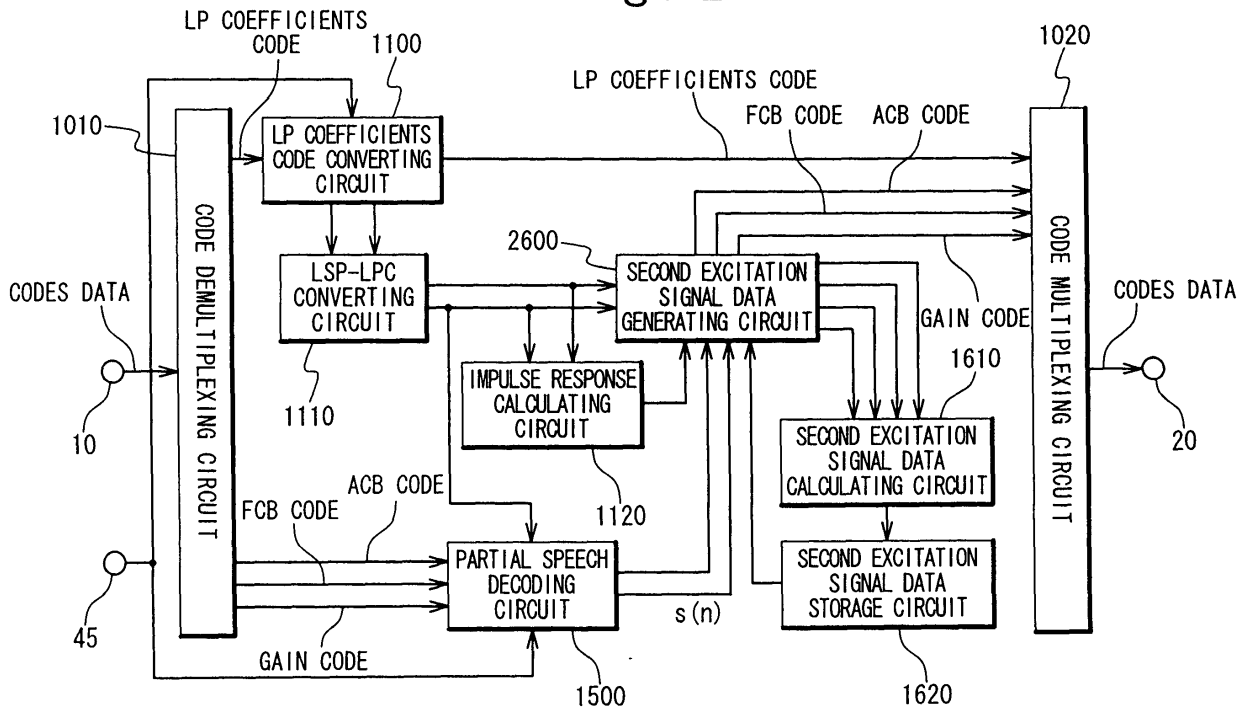 LP COEFFICIENTS
CODE
1100
1020
LP COEFFICIENTS CODE
FCB CODE
ACB CODE
1010
LP COEFFICIENTS
CODE CONVERTING
CIRCUIT
CODE DEMULTIPLEXING CIRCUIT
2600
LSP-LPC
CONVERTING
CIRCUIT
SECOND EXCITATION
SIGNAL DATA
GENERATING CIRCUIT
CODE MULTIPLEXING CIRCUIT
CODES DATA
CODES DATA
GAIN CODE
1610
10
1110
IMPULSE RESPONSE
CALCULATING
CIRCUIT
20
SECOND EXCITATION
SIGNAL DATA
CALCULATING CIRCUIT
ACB CODE
FCB CODE
1120
45
PARTIAL SPEECH
DECODING
CIRCUIT
SECOND EXCITATION
SIGNAL DATA
STORAGE CIRCUIT
s(n)
GAIN CODE
1500
1620